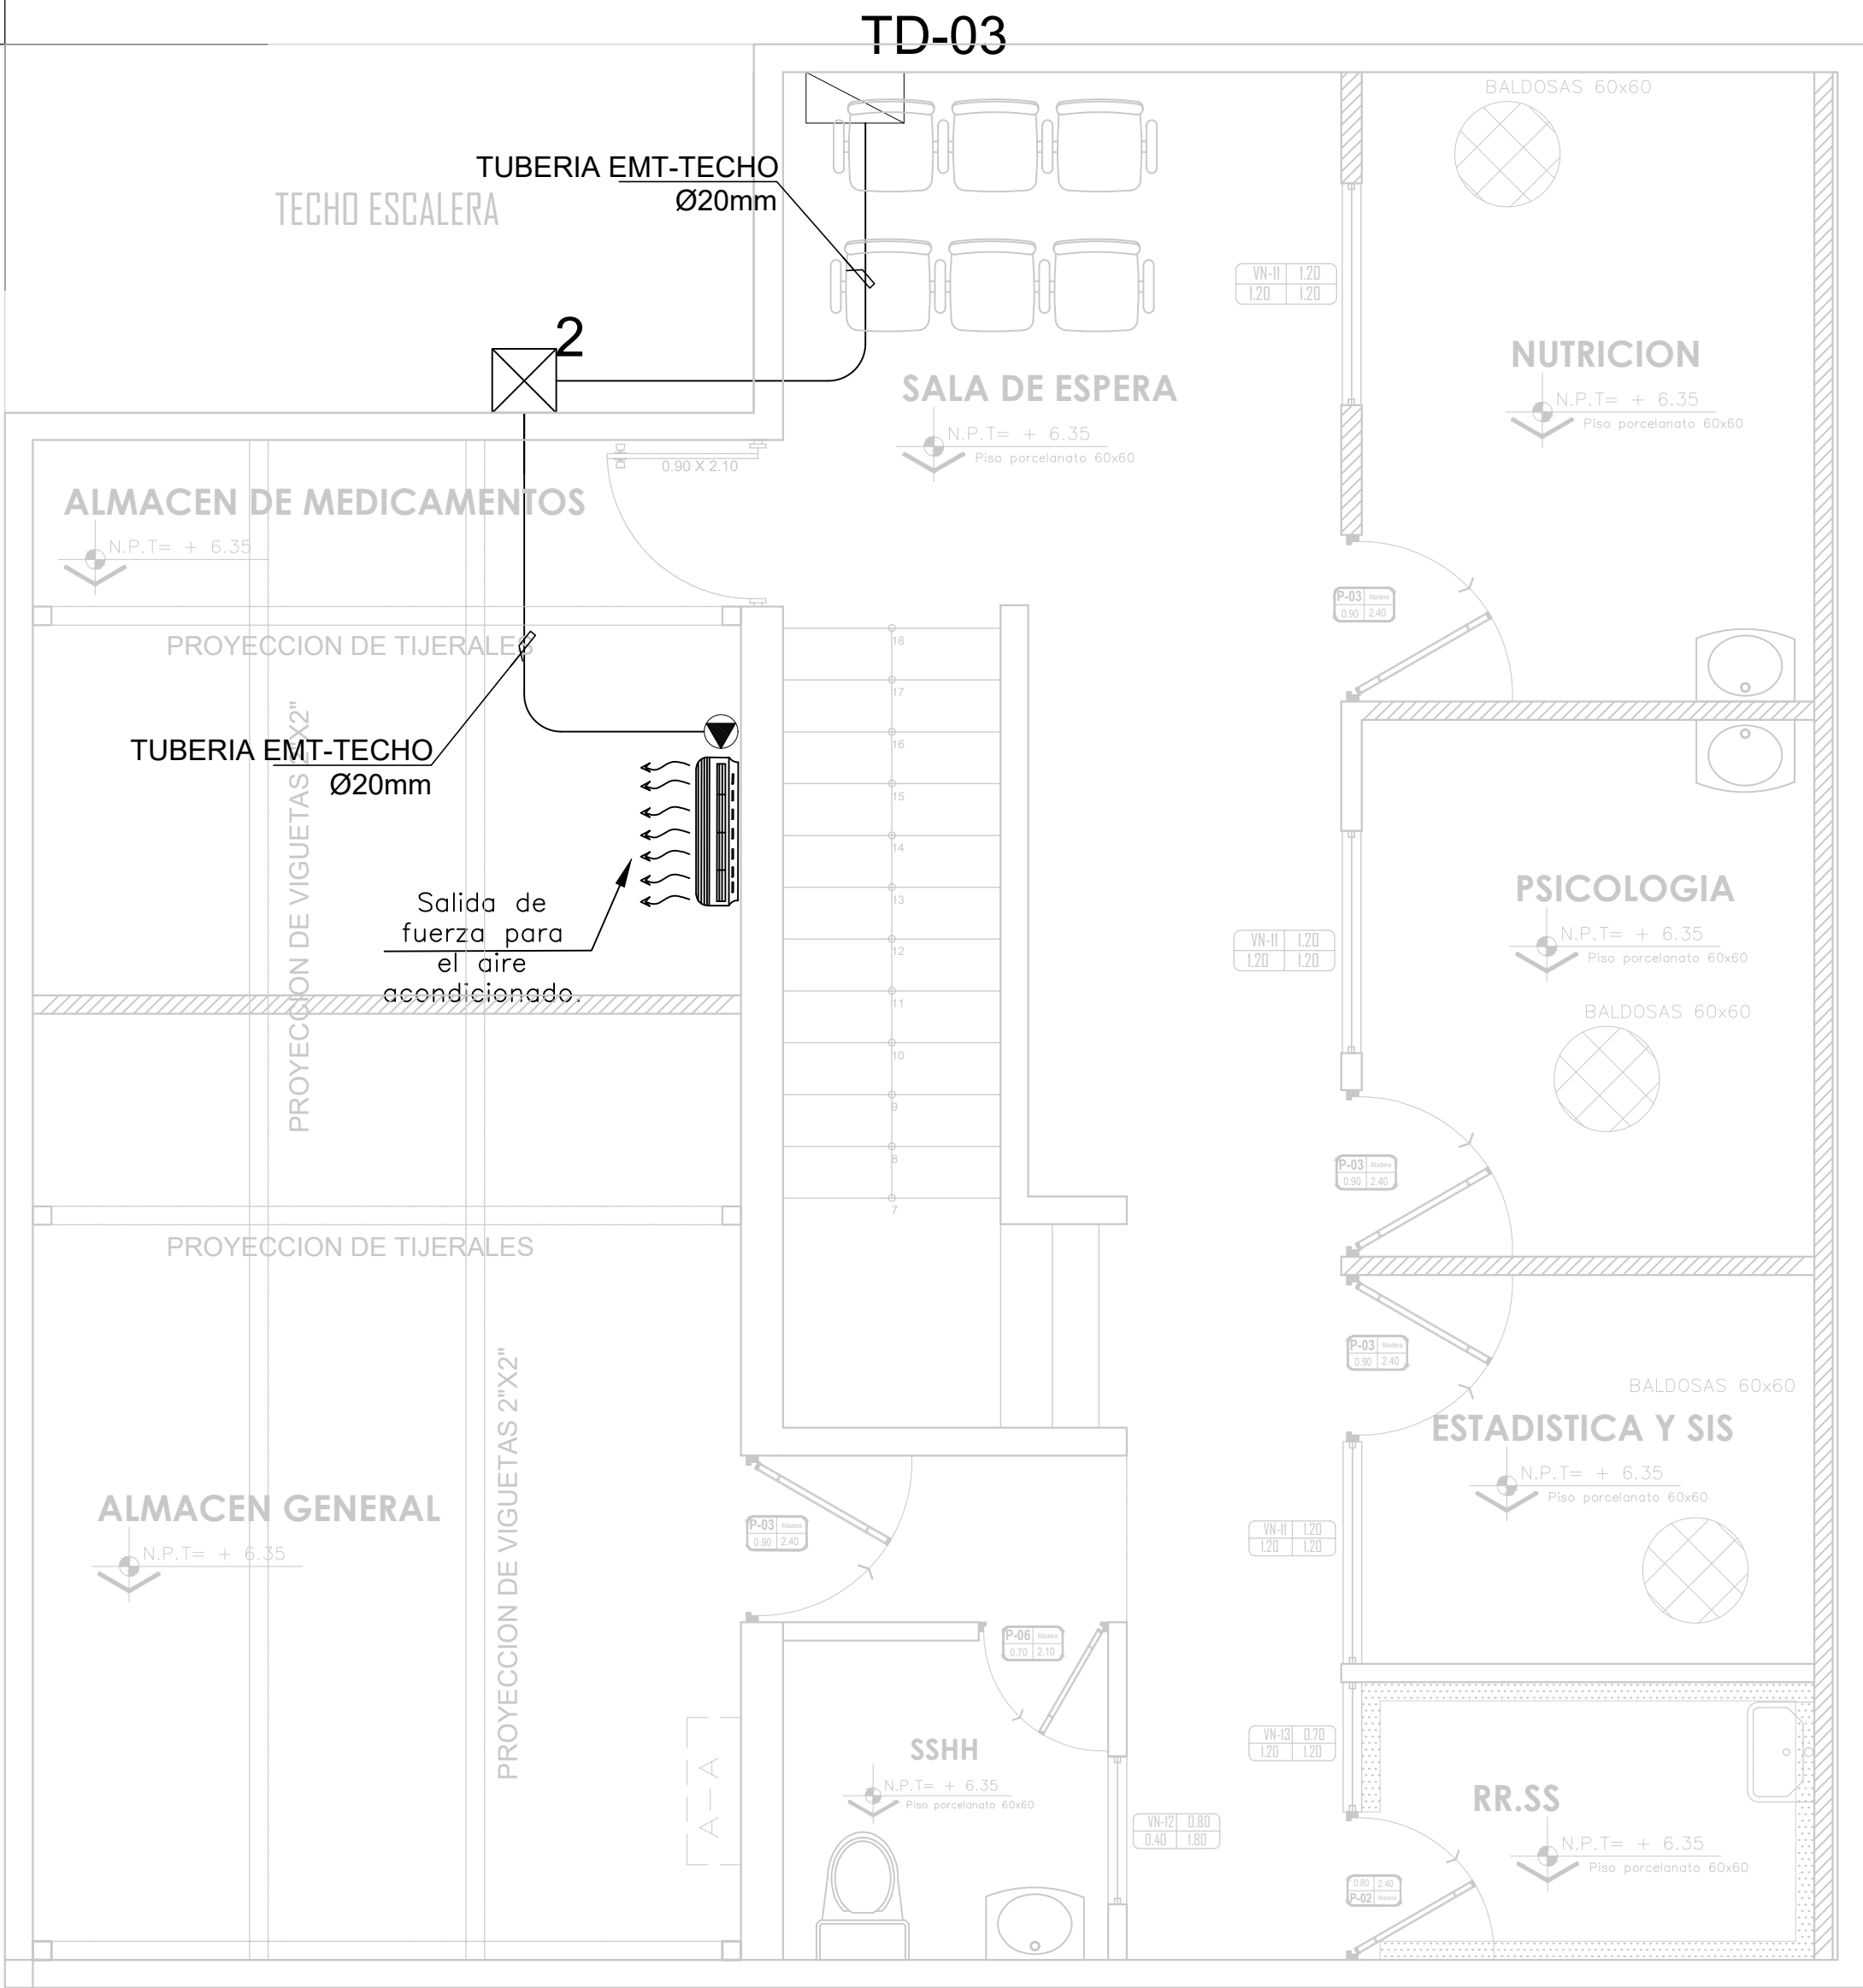 TD-03
BALDOSAS 60x60
TUBERIA EMT-TECHO
Ø20mm
TECHO ESCALERA
VN-11 1.20
1.20 1.20
2
NUTRICION
N.P.T= + 6.35
Piso porcelanato 60x60
SALA DE ESPERA
N.P.T= + 6.35
Piso porcelanato 60x60
0.90 X 2.10
ALMACEN DE MEDICAMENTOS
N.P.T= + 6.35
P-03 Madera
0.90 2.40
PROYECCION DE TIJERALES
18
17
16
15
14
13
12
11
10
9
8
7
TUBERIA EMT-TECHO
Ø20mm
PROYECCION DE VIGUETAS 2"X2"
Salida de
fuerza para
el aire
acondicionado.
PSICOLOGIA
N.P.T= + 6.35
Piso porcelanato 60x60
VN-11 1.20
1.20 1.20
BALDOSAS 60x60
P-03 Madera
0.90 2.40
PROYECCION DE TIJERALES
P-03 Madera
0.90 2.40
BALDOSAS 60x60
ESTADISTICA Y SIS
N.P.T= + 6.35
Piso porcelanato 60x60
PROYECCION DE VIGUETAS 2"X2"
ALMACEN GENERAL
N.P.T= + 6.35
P-03 Madera
0.90 2.40
VN-11 1.20
1.20 1.20
P-06 Madera
0.70 2.10
VN-13 0.70
1.20 1.20
SSHH
N.P.T= + 6.35
Piso porcelanato 60x60
A-A
RR.SS
N.P.T= + 6.35
Piso porcelanato 60x60
VN-12 0.80
0.40 1.80
0.80 2.40
P-02 Madera